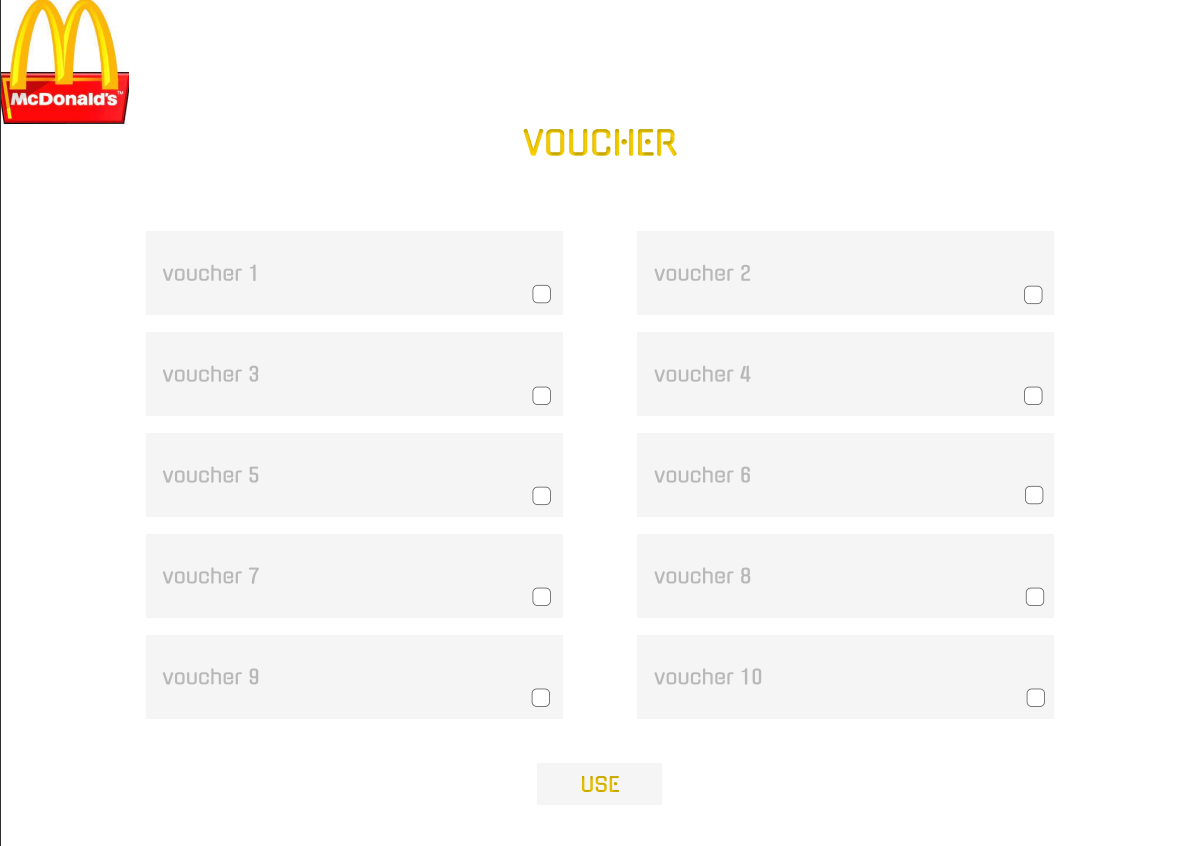 McDonald's™
VOUCHER
voucher 1
voucher 2
voucher 3
voucher 4
voucher 5
voucher 6
voucher 7
voucher 8
voucher 9
voucher 10
USE